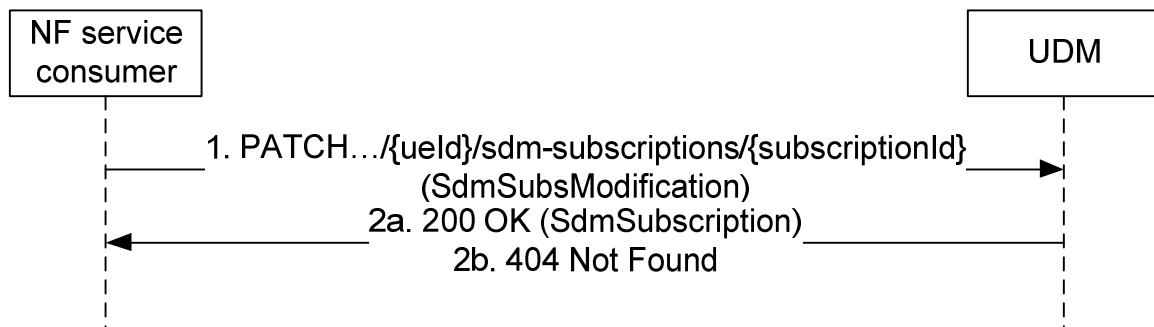 NF service
consumer
UDM
1. PATCH…/{ueId}/sdm-subscriptions/{subscriptionId}
(SdmSubsModification)
2a. 200 OK (SdmSubscription)
2b. 404 Not Found